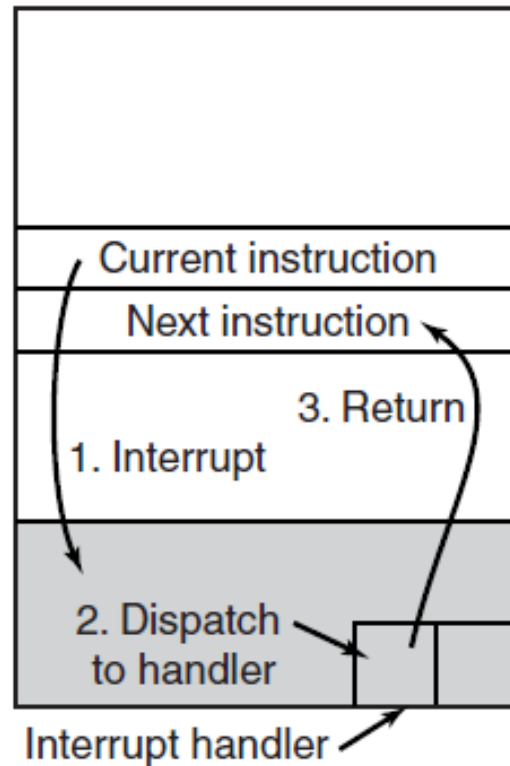 Current instruction
Next instruction
3. Return
1. Interrupt
2. Dispatch
to handler
Interrupt handler